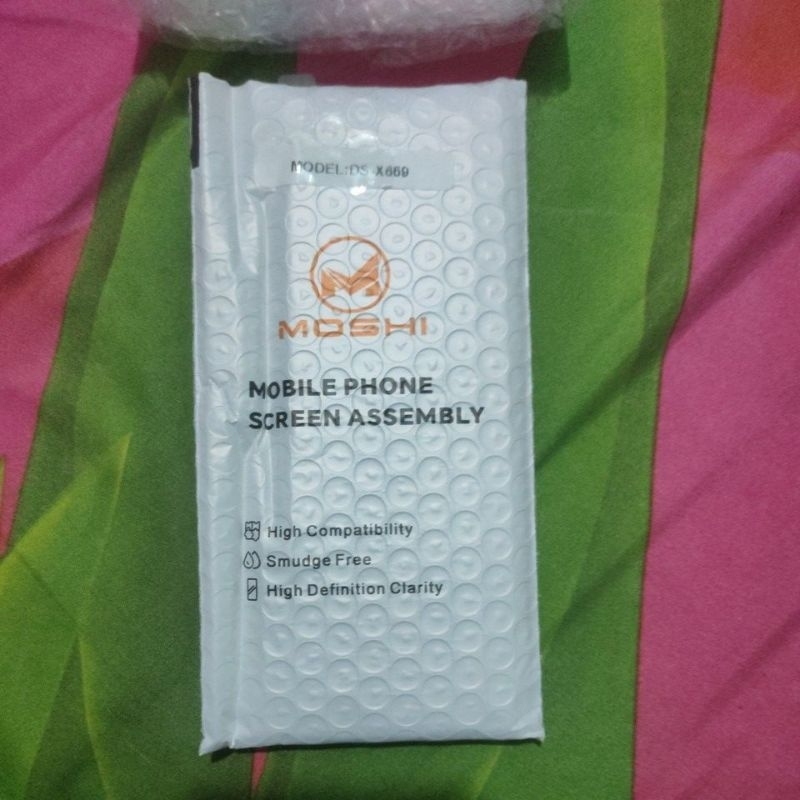 MODEL:DS-X669
MOSHI
MOBILE PHONE
SCREEN ASSEMBLY
High Compatibility
Smudge Free
High Definition Clarity